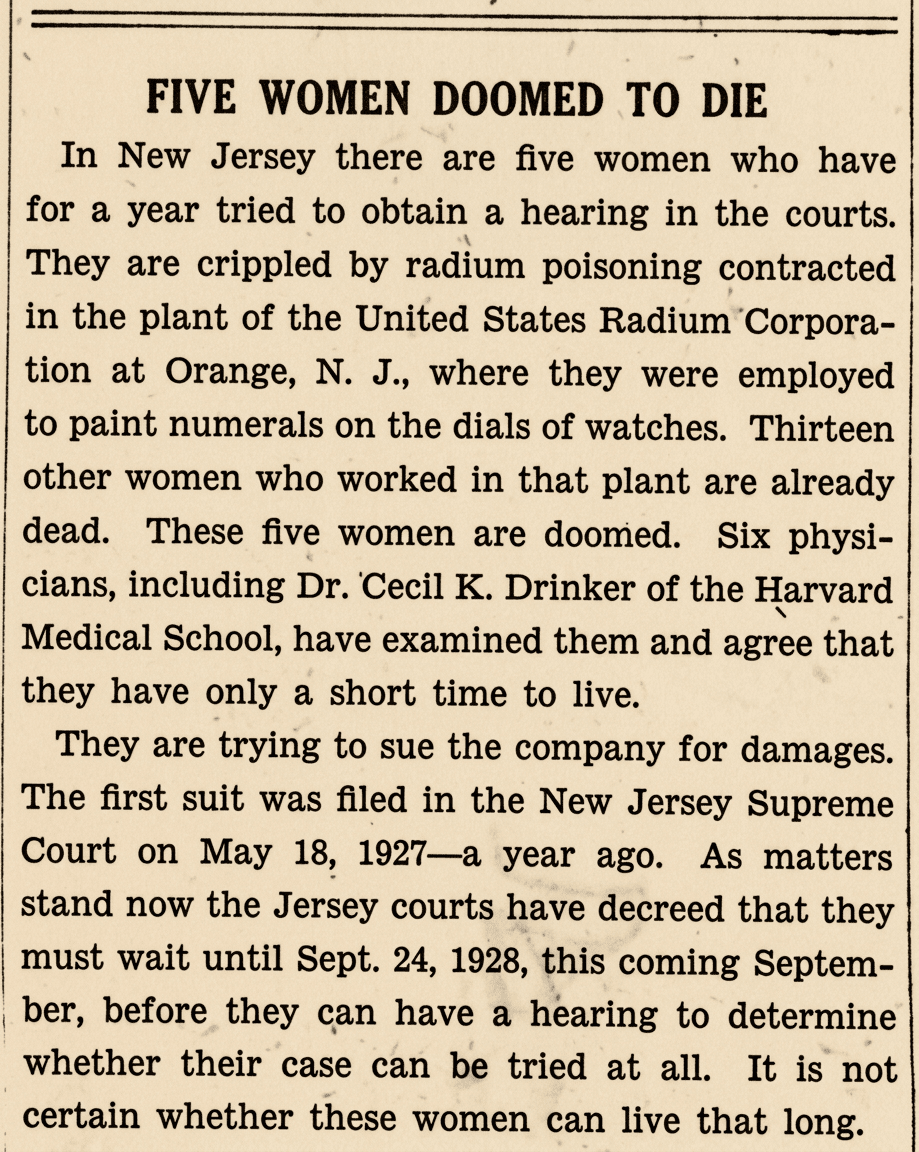 FIVE WOMEN DOOMED TO DIE
In New Jersey there are five women who have
for a year tried to obtain a hearing in the courts.
They are crippled by radium poisoning contracted
in the plant of the United States Radium Corpora-
tion at Orange, N. J., where they were employed
to paint numerals on the dials of watches. Thirteen
other women who worked in that plant are already
dead. These five women are doomed. Six physi-
cians, including Dr. Cecil K. Drinker of the Harvard
Medical School, have examined them and agree that
they have only a short time to live.
They are trying to sue the company for damages.
The first suit was filed in the New Jersey Supreme
Court on May 18, 1927—a year ago. As matters
stand now the Jersey courts have decreed that they
must wait until Sept. 24, 1928, this coming Septem-
ber, before they can have a hearing to determine
whether their case can be tried at all. It is not
certain whether these women can live that long.